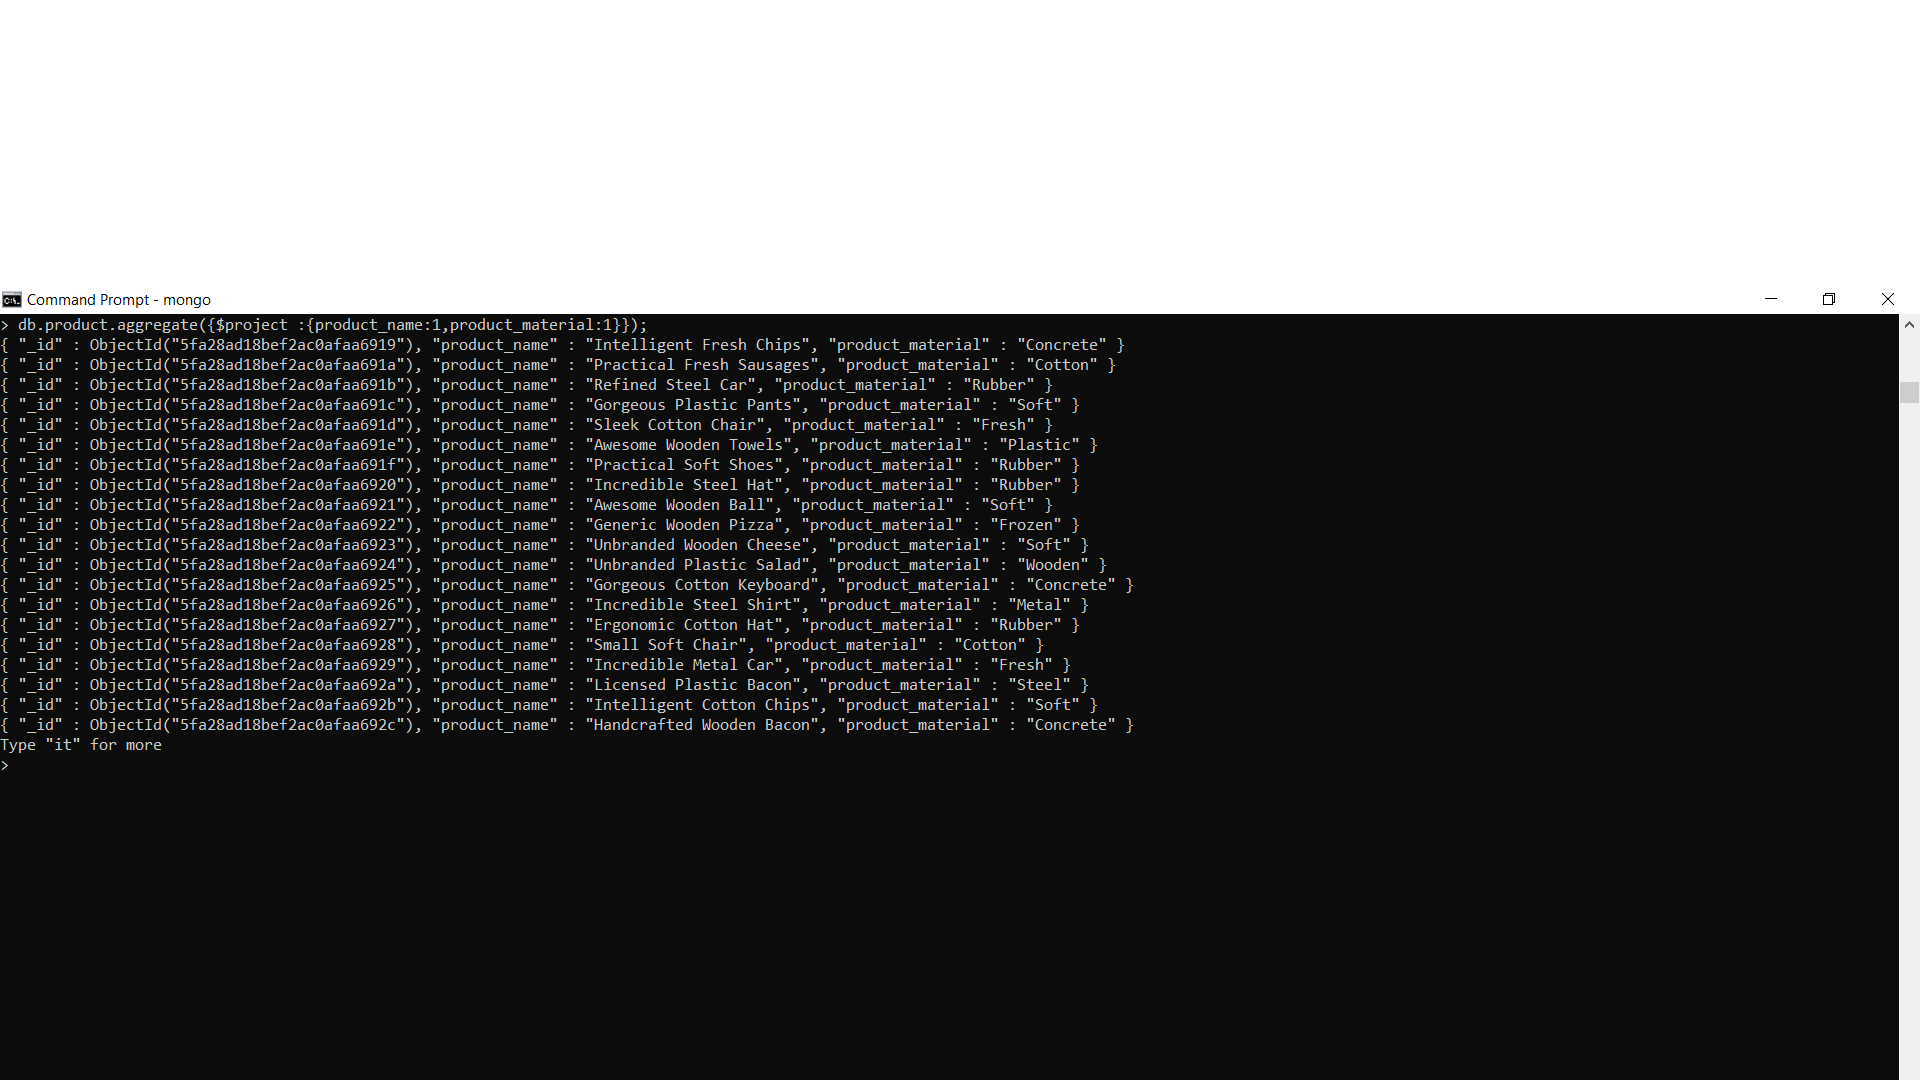 Command Prompt - mongo
> db.product.aggregate({$project :{product_name:1,product_material:1}});
{ "_id" : ObjectId("5fa28ad18bef2ac0afaa6919"), "product_name" : "Intelligent Fresh Chips", "product_material" : "Concrete" }
{ "_id" : ObjectId("5fa28ad18bef2ac0afaa691a"), "product_name" : "Practical Fresh Sausages", "product_material" : "Cotton" }
{ "_id" : ObjectId("5fa28ad18bef2ac0afaa691b"), "product_name" : "Refined Steel Car", "product_material" : "Rubber" }
{ "_id" : ObjectId("5fa28ad18bef2ac0afaa691c"), "product_name" : "Gorgeous Plastic Pants", "product_material" : "Soft" }
{ "_id" : ObjectId("5fa28ad18bef2ac0afaa691d"), "product_name" : "Sleek Cotton Chair", "product_material" : "Fresh" }
{ "_id" : ObjectId("5fa28ad18bef2ac0afaa691e"), "product_name" : "Awesome Wooden Towels", "product_material" : "Plastic" }
{ "_id" : ObjectId("5fa28ad18bef2ac0afaa691f"), "product_name" : "Practical Soft Shoes", "product_material" : "Rubber" }
{ "_id" : ObjectId("5fa28ad18bef2ac0afaa6920"), "product_name" : "Incredible Steel Hat", "product_material" : "Rubber" }
{ "_id" : ObjectId("5fa28ad18bef2ac0afaa6921"), "product_name" : "Awesome Wooden Ball", "product_material" : "Soft" }
{ "_id" : ObjectId("5fa28ad18bef2ac0afaa6922"), "product_name" : "Generic Wooden Pizza", "product_material" : "Frozen" }
{ "_id" : ObjectId("5fa28ad18bef2ac0afaa6923"), "product_name" : "Unbranded Wooden Cheese", "product_material" : "Soft" }
{ "_id" : ObjectId("5fa28ad18bef2ac0afaa6924"), "product_name" : "Unbranded Plastic Salad", "product_material" : "Wooden" }
{ "_id" : ObjectId("5fa28ad18bef2ac0afaa6925"), "product_name" : "Gorgeous Cotton Keyboard", "product_material" : "Concrete" }
{ "_id" : ObjectId("5fa28ad18bef2ac0afaa6926"), "product_name" : "Incredible Steel Shirt", "product_material" : "Metal" }
{ "_id" : ObjectId("5fa28ad18bef2ac0afaa6927"), "product_name" : "Ergonomic Cotton Hat", "product_material" : "Rubber" }
{ "_id" : ObjectId("5fa28ad18bef2ac0afaa6928"), "product_name" : "Small Soft Chair", "product_material" : "Cotton" }
{ "_id" : ObjectId("5fa28ad18bef2ac0afaa6929"), "product_name" : "Incredible Metal Car", "product_material" : "Fresh" }
{ "_id" : ObjectId("5fa28ad18bef2ac0afaa692a"), "product_name" : "Licensed Plastic Bacon", "product_material" : "Steel" }
{ "_id" : ObjectId("5fa28ad18bef2ac0afaa692b"), "product_name" : "Intelligent Cotton Chips", "product_material" : "Soft" }
{ "_id" : ObjectId("5fa28ad18bef2ac0afaa692c"), "product_name" : "Handcrafted Wooden Bacon", "product_material" : "Concrete" }
Type "it" for more
>